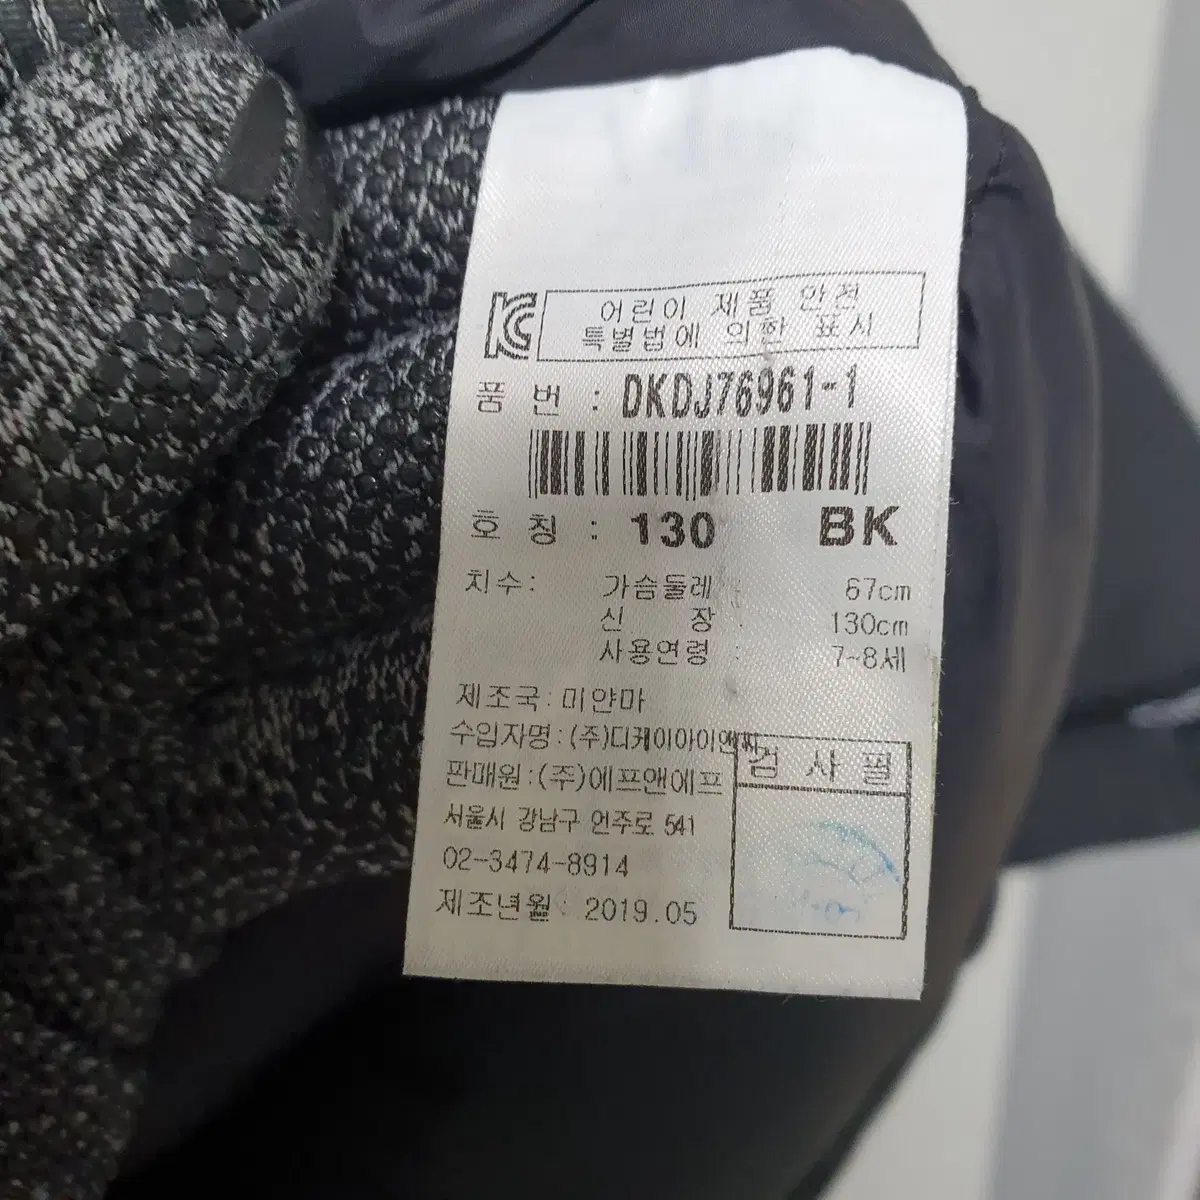 KC 어린이 제품 안전
특별법에 의한 표시
품 번 : DKDJ76961-1
호 칭 : 130 BK
치수: 가슴둘레 : 67cm
신 장 : 130cm
사용연령 : 7~8세
제조국:미얀마
수입자명:(주)디케이아이앤씨
검 사 필
판매원:(주)에프앤에프
서울시 강남구 언주로 541
02-3474-8914
제조년월: 2019.05